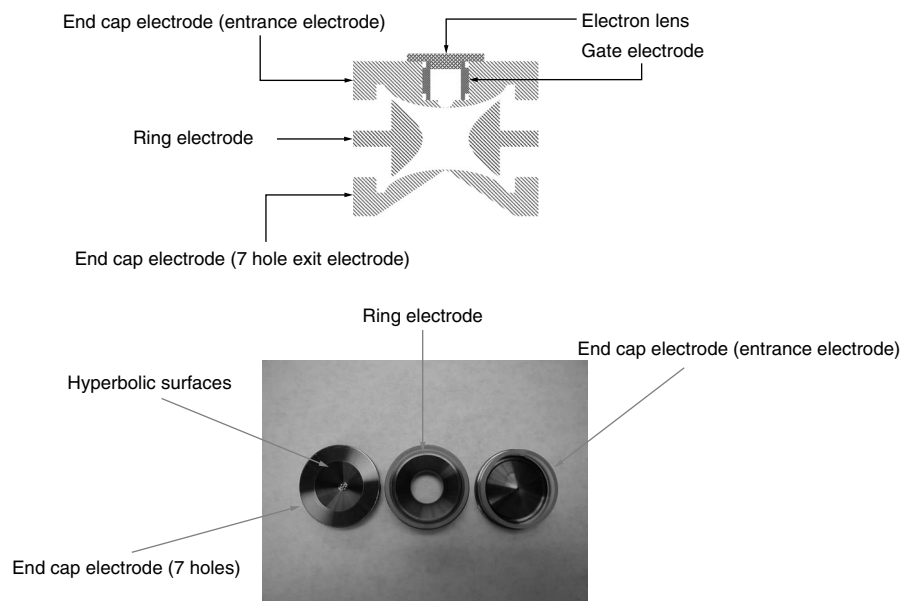 End cap electrode (entrance electrode)
Electron lens
Gate electrode
Ring electrode
End cap electrode (7 hole exit electrode)
Ring electrode
End cap electrode (entrance electrode)
Hyperbolic surfaces
End cap electrode (7 holes)